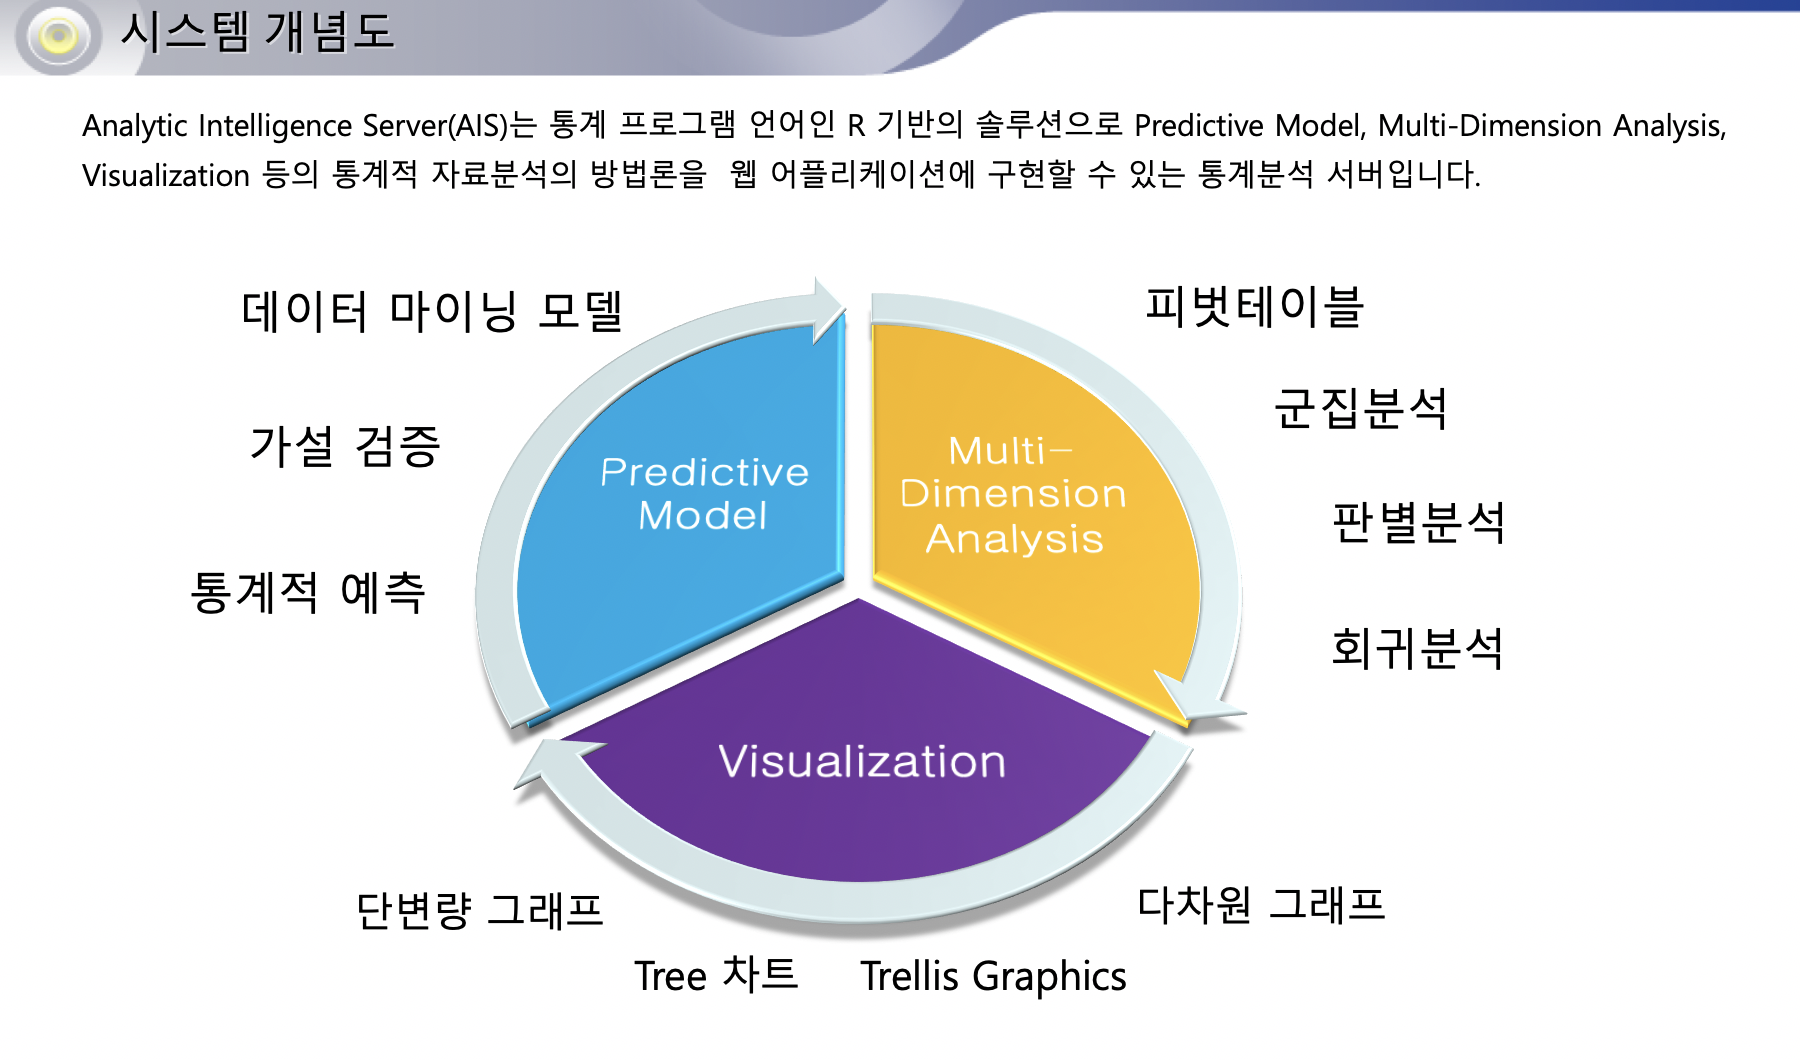 시스템 개념도
Analytic Intelligence Server(AIS)는 통계 프로그램 언어인 R 기반의 솔루션으로 Predictive Model, Multi-Dimension Analysis,
Visualization 등의 통계적 자료분석의 방법론을 웹 어플리케이션에 구현할 수 있는 통계분석 서버입니다.
데이터 마이닝 모델
가설 검증
통계적 예측
Predictive
Model
Multi-
Dimension
Analysis
피벗테이블
군집분석
판별분석
회귀분석
Visualization
단변량 그래프
다차원 그래프
Tree 차트
Trellis Graphics